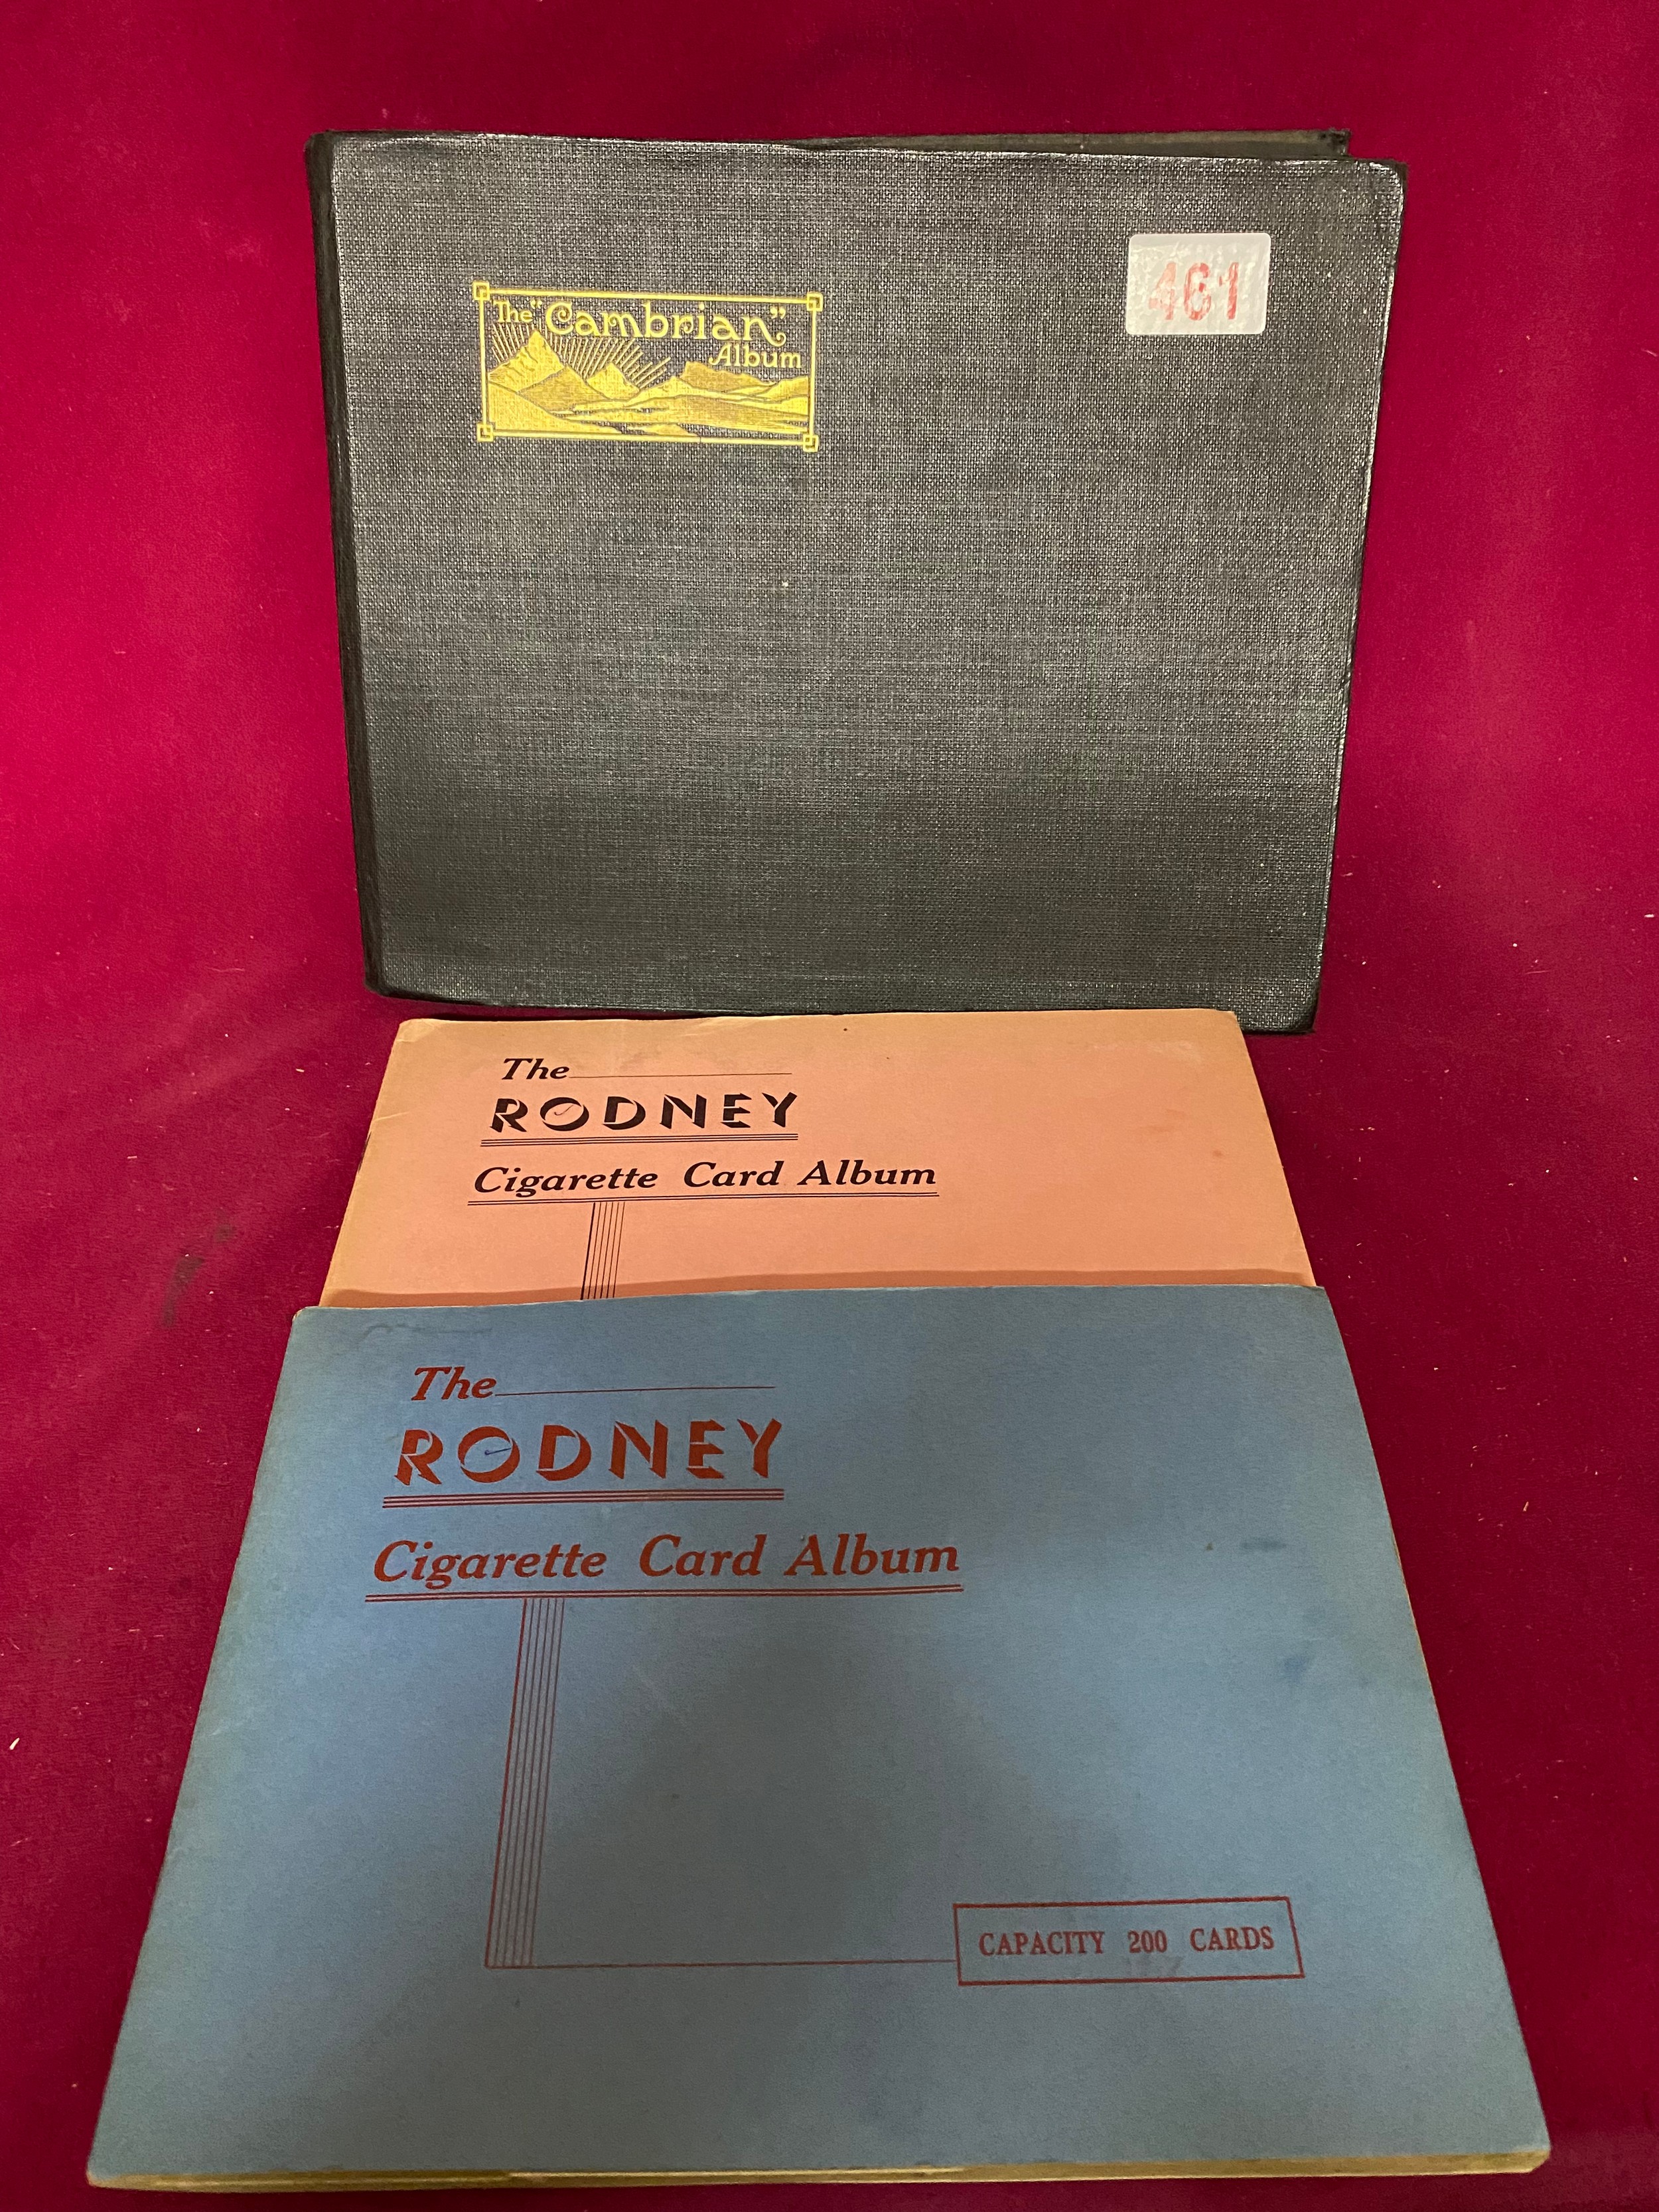 The "Cambrian"
Album
461
The
RODNEY
Cigarette Card Album
The
RODNEY
Cigarette Card Album
CAPACITY 200 CARDS